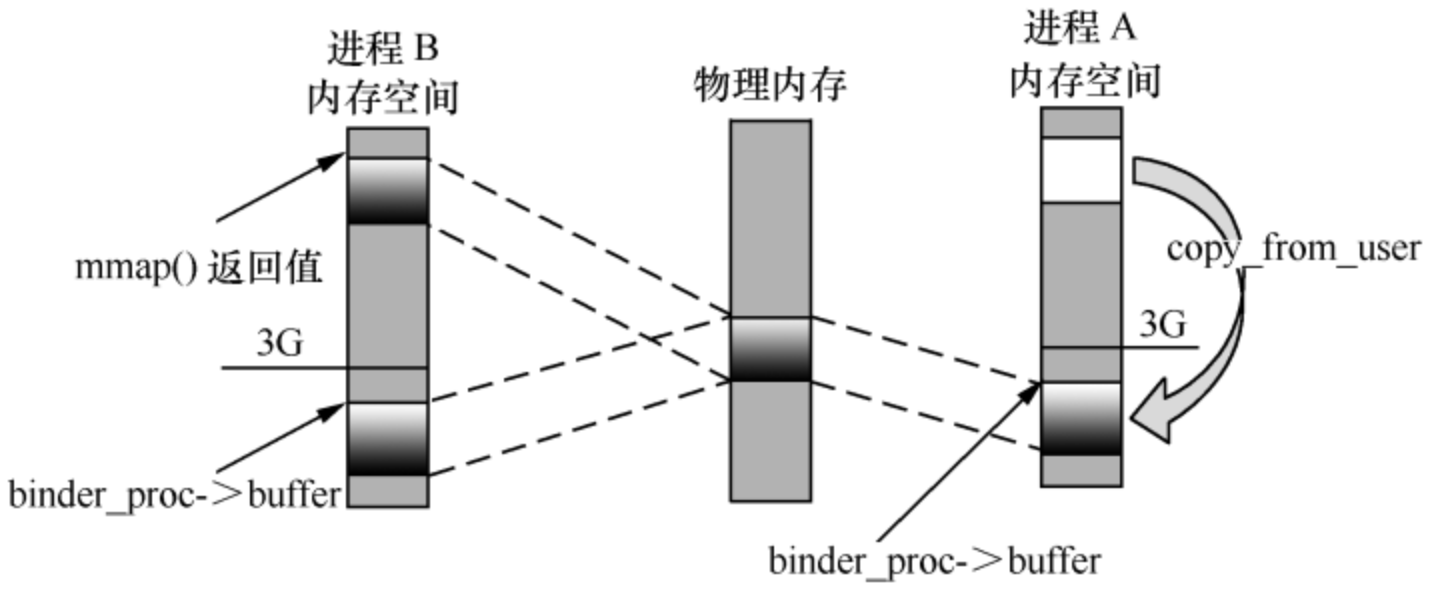 进程 B
内存空间
物理内存
进程 A
内存空间
mmap() 返回值
copy_from_user
3G
3G
binder_proc->buffer
binder_proc->buffer